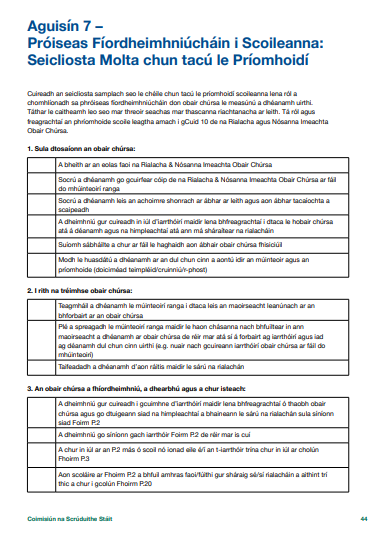 Aguisín 7 –
Próiseas Fíordheimhniúcháin i Scoileanna:
Seicliosta Molta chun tacú le Príomhoidí
Cuireadh an seicliosta samplach seo le chéile chun tacú le príomhoidí scoileanna lena ról a
chomhlíonadh sa phróiseas fíordheimhniúcháin don obair chúrsa le measúnú a dhéanamh uirthi.
Táthar le caitheamh leo seo mar threoir seachas mar thascanna riachtanacha ar leith. Tá ról agus
freagrachtaí an phríomhoide scoile leagtha amach i gCuid 10 de na Rialacha agus Nósanna Imeachta
Obair Chúrsa.
1. Sula dtosaíonn an obair chúrsa:
A bheith ar an eolas faoi na Rialacha & Nósanna Imeachta Obair Chúrsa
Socrú a dhéanamh go gcuirfear cóip de na Rialacha & Nósanna Imeachta Obair Chúrsa ar fáil
do mhúinteoirí ranga
Socrú a dhéanamh leis an achoimre shonrach ar ábhar ar leith agus aon ábhar tacaíochta a
scaipeadh
A dheimhniú gur cuireadh in iúl d'iarrthóirí maidir lena bhfreagrachtaí i dtaca le hobair chúrsa
atá á déanamh agus na himpleachtaí atá ann má sháraítear na rialacháin
Suíomh sábháilte a chur ar fáil le haghaidh aon ábhair obair chúrsa fhisiciúil
Modh le huasdátú a dhéanamh ar an dul chun cinn a aontú idir an múinteoir agus an
príomhoide (doiciméad teimpléid/cruinniú/r-phost)
2. I rith na tréimhse obair chúrsa:
Teagmháil a dhéanamh le múinteoirí ranga i dtaca leis an maoirseacht leanúnach ar an
bhforbairt ar an obair chúrsa
Plé a spreagadh le múinteoirí ranga maidir le haon chásanna nach bhfuiltear in ann
maoirseacht a dhéanamh ar obair chúrsa de réir mar atá sí á forbairt ag iarrthóirí agus iad
ag déanamh dul chun cinn uirthi (e.g. nuair nach gcuireann iarrthóirí obair chúrsa ar fáil do
mhúinteoirí)
Taifeadadh a dhéanamh d'aon ráitis maidir le sárú na rialachán
3. An obair chúrsa a fhíordheimhniú, a dhearbhú agus a chur isteach:
A dheimhniú gur cuireadh i gcuimhne d'iarrthóirí maidir lena bhfreagrachtaí ó thaobh obair
chúrsa agus go dtuigeann siad na himpleachtaí a bhaineann le sárú na rialachán sula síníonn
siad Foirm P.2
A dheimhniú go síníonn gach iarrthóir Foirm P.2 de réir mar is cuí
A chur in iúl ar an P.2 más ó scoil nó ionad eile é/í an t-iarrthóir trína chur in iúl ar cholún
Fhoirm P.3
Aon scoláire ar Fhoirm P.2 a bhfuil amhras faoi/fúithi gur sháraig sé/sí rialacháin a aithint trí
thic a chur i gcolún Fhoirm P.20
Coimisiún na Scrúduithe Stáit
44